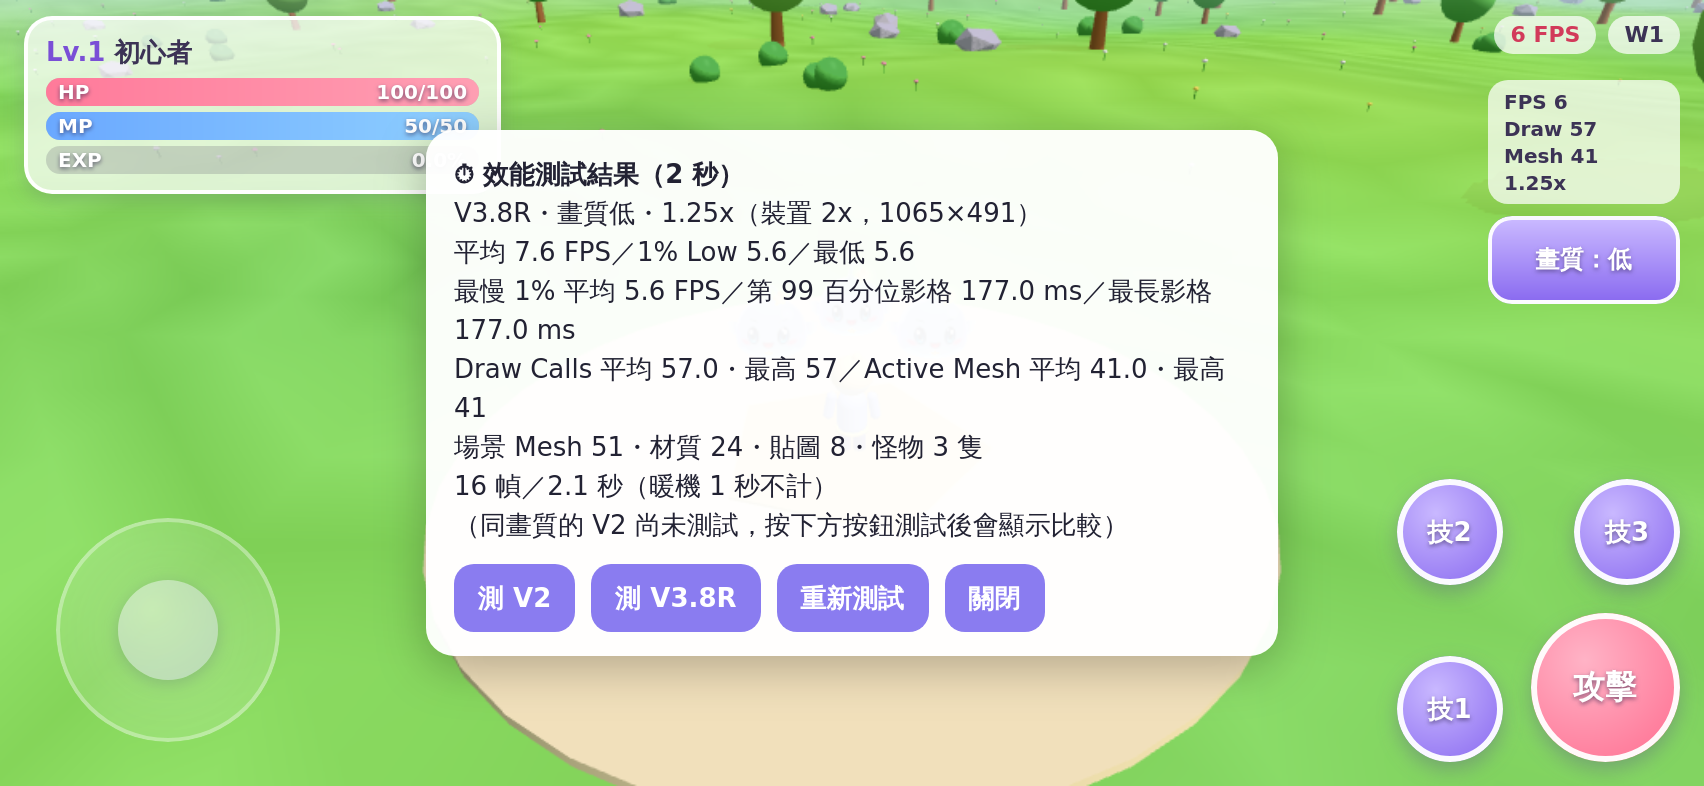 Lv.1 初心者
HP 100/100
MP 50/50
EXP 0
6 FPS
W1
FPS 6
Draw 57
Mesh 41
1.25x
畫質：低
⏱ 效能測試結果（2 秒）
V3.8R・畫質低・1.25x（裝置 2x，1065×491）
平均 7.6 FPS／1% Low 5.6／最低 5.6
最慢 1% 平均 5.6 FPS／第 99 百分位影格 177.0 ms／最長影格
177.0 ms
Draw Calls 平均 57.0・最高 57／Active Mesh 平均 41.0・最高
41
場景 Mesh 51・材質 24・貼圖 8・怪物 3 隻
16 幀／2.1 秒（暖機 1 秒不計）
（同畫質的 V2 尚未測試，按下方按鈕測試後會顯示比較）
測 V2
測 V3.8R
重新測試
關閉
技2
技3
技1
攻擊